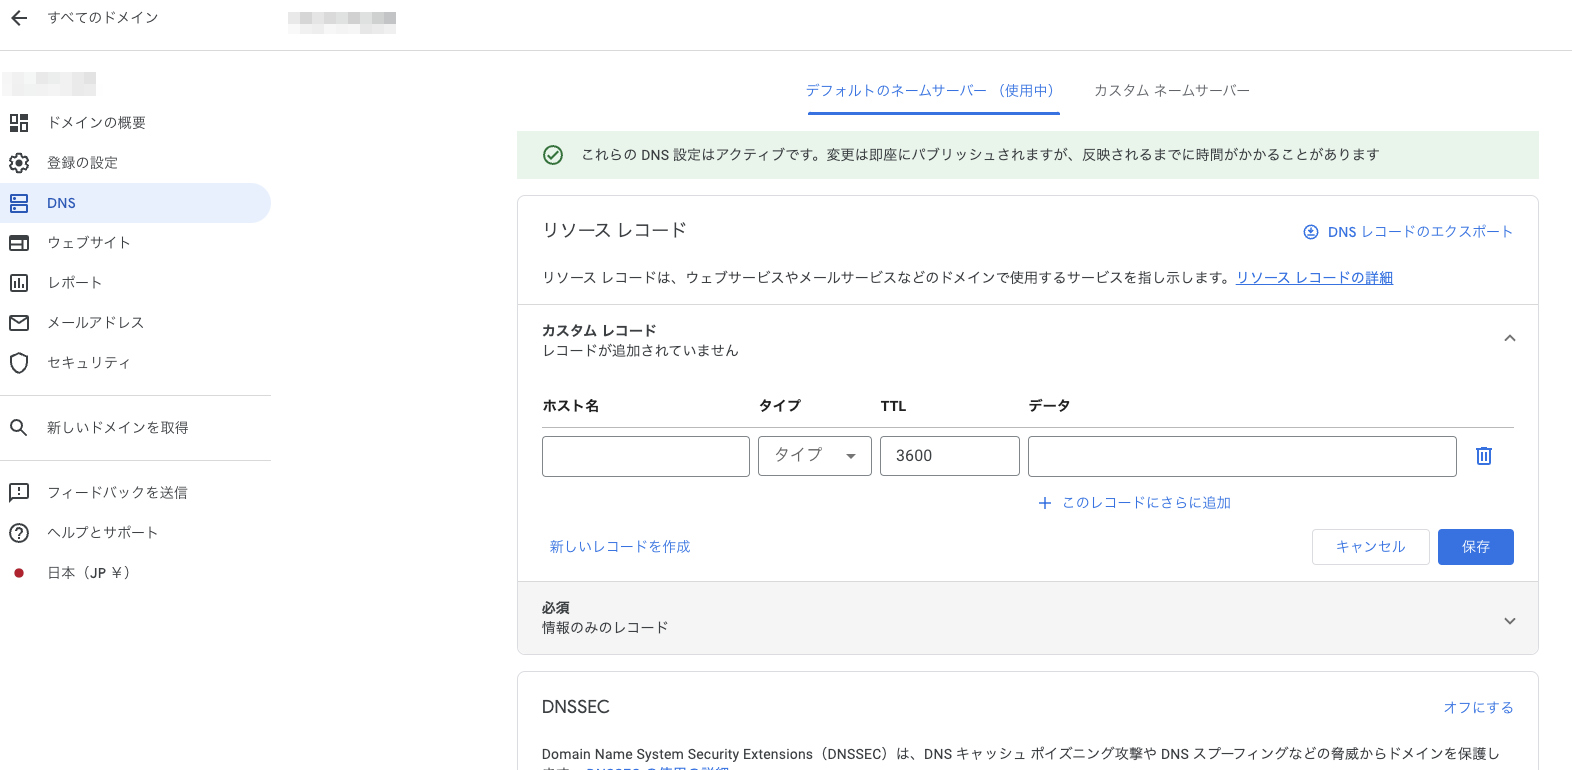 すべてのドメイン
ドメインの概要
登録の設定
DNS
ウェブサイト
レポート
メールアドレス
セキュリティ
新しいドメインを取得
フィードバックを送信
ヘルプとサポート
日本（JP ¥）
デフォルトのネームサーバー （使用中） カスタム ネームサーバー
これらの DNS 設定はアクティブです。変更は即座にパブリッシュされますが、反映されるまでに時間がかかることがあります
リソース レコード DNS レコードのエクスポート
リソース レコードは、ウェブサービスやメールサービスなどのドメインで使用するサービスを指し示します。リソース レコードの詳細
カスタム レコード
レコードが追加されていません
ホスト名 タイプ TTL データ
タイプ 3600
このレコードにさらに追加
新しいレコードを作成 キャンセル 保存
必須
情報のみのレコード
DNSSEC オフにする
Domain Name System Security Extensions（DNSSEC）は、DNS キャッシュ ポイズニング攻撃や DNS スプーフィングなどの脅威からドメインを保護し
ます。DNSSEC の使用の詳細